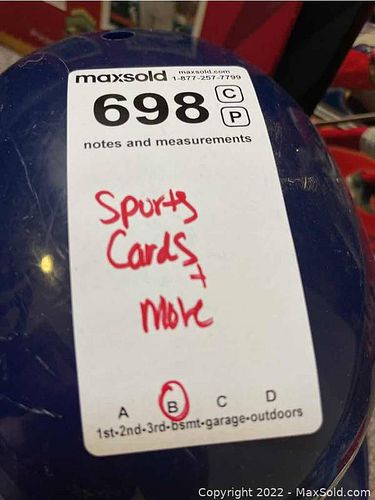 maxsold maxsold.com
1-877-257-7799
698 C
P
notes and measurements
Sports
Cards
+
More
A B C D
1st-2nd-3rd-bsmt-garage-outdoors
Copyright 2022 - MaxSold.com